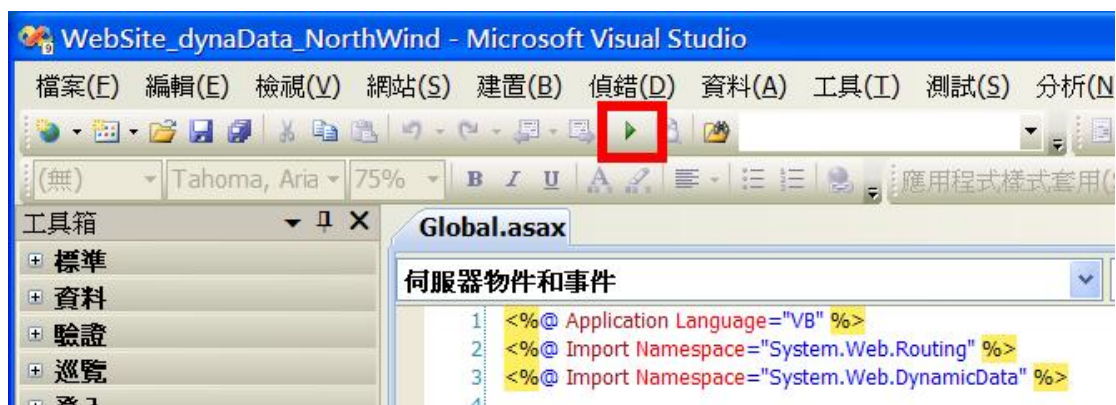 WebSite_dynaData_NorthWind - Microsoft Visual Studio
檔案(F) 編輯(E) 檢視(V) 網站(S) 建置(B) 偵錯(D) 資料(A) 工具(T) 測試(S) 分析(N
(無) Tahoma, Aria 75% B I U A 應用程式樣式套用(
工具箱
Global.asax
標準
伺服器物件和事件
資料
1 <%@ Application Language="VB" %>
驗證
2 <%@ Import Namespace="System.Web.Routing" %>
巡覽
3 <%@ Import Namespace="System.Web.DynamicData" %>
4